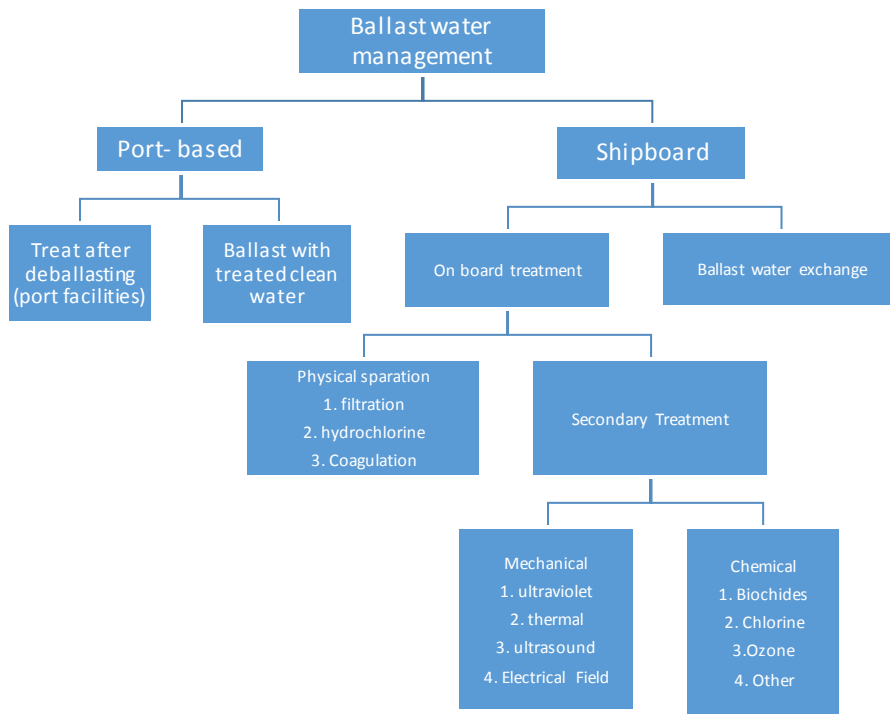 Ballast water
management
Port- based
Shipboard
Treat after
deballasting
(port facilities)
Ballast with
treated clean
water
On board treatment
Ballast water exchange
Physical sparation
1. filtration
2. hydrochlorine
3. Coagulation
Secondary Treatment
Mechanical
1. ultraviolet
2. thermal
3. ultrasound
4. Electrical Field
Chemical
1. Biochides
2. Chlorine
3.Ozone
4. Other